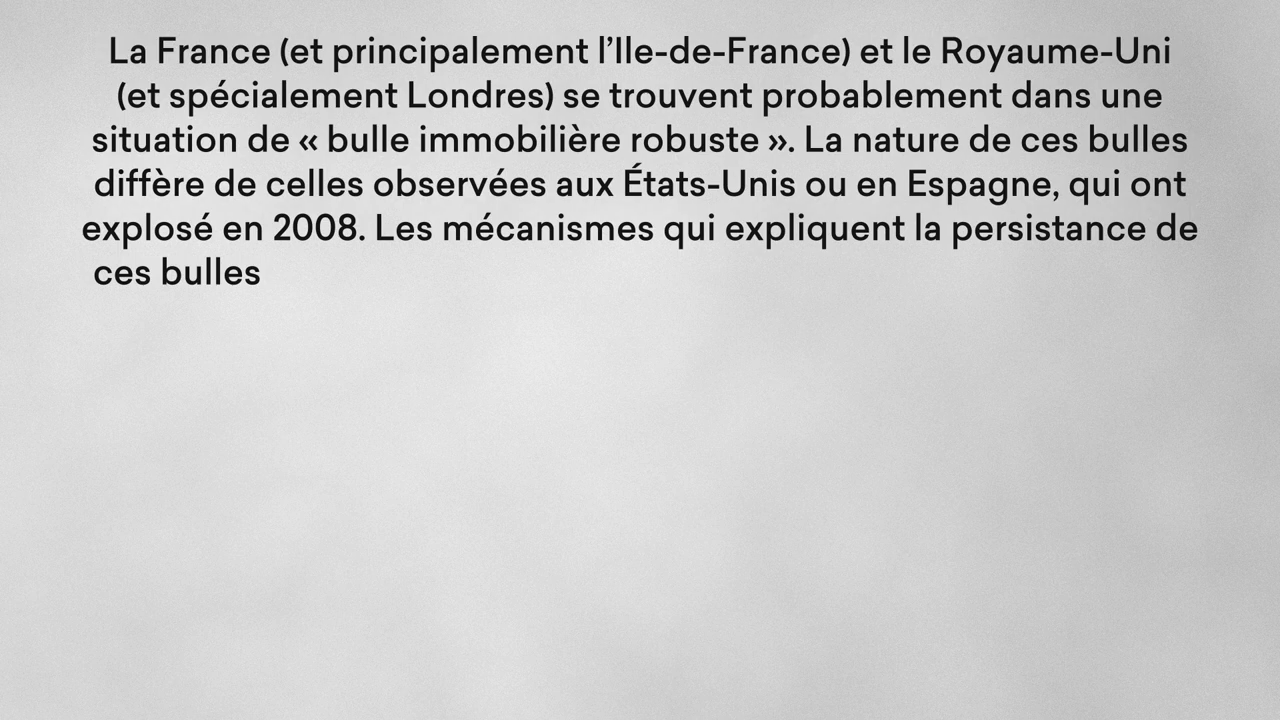 La France (et principalement l’Ile-de-France) et le Royaume-Uni
(et spécialement Londres) se trouvent probablement dans une
situation de « bulle immobilière robuste ». La nature de ces bulles
diffère de celles observées aux États-Unis ou en Espagne, qui ont
explosé en 2008. Les mécanismes qui expliquent la persistance de
ces bulles